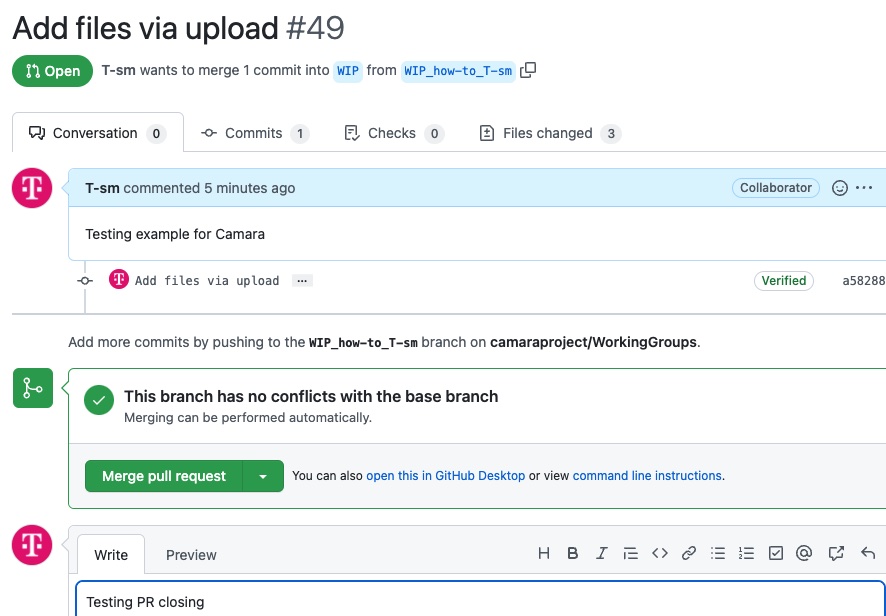 Add files via upload #49
Open T-sm wants to merge 1 commit into WIP from WIP_how-to_T-sm
Conversation 0 Commits 1 Checks 0 Files changed 3
T-sm commented 5 minutes ago Collaborator ...
Testing example for Camara
Add files via upload ... Verified a58288
Add more commits by pushing to the WIP_how-to_T-sm branch on camaraproject/WorkingGroups.
This branch has no conflicts with the base branch
Merging can be performed automatically.
Merge pull request You can also open this in GitHub Desktop or view command line instructions.
Write Preview H B I
Testing PR closing